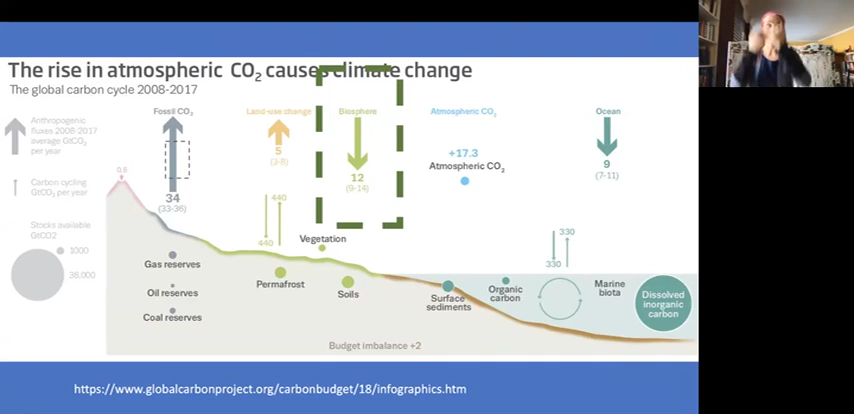 The rise in atmospheric CO2 causes climate change
The global carbon cycle 2008-2017
Anthropogenic
fluxes 2008-2017
average GtCO2
per year
Carbon cycling
GtCO2 per year
Stocks available
GtCO2
1000
38,000
Fossil CO2
34
(33-36)
0.5
Land-use change
5
(3-8)
Biosphere
12
(9-14)
Atmospheric CO2
+17.3
Atmospheric CO2
Ocean
9
(7-11)
440
440
Vegetation
330
330
Gas reserves
Oil reserves
Coal reserves
Permafrost
Soils
Surface
sediments
Organic
carbon
Marine
biota
Dissolved
inorganic
carbon
Budget imbalance +2
https://www.globalcarbonproject.org/carbonbudget/18/infographics.htm